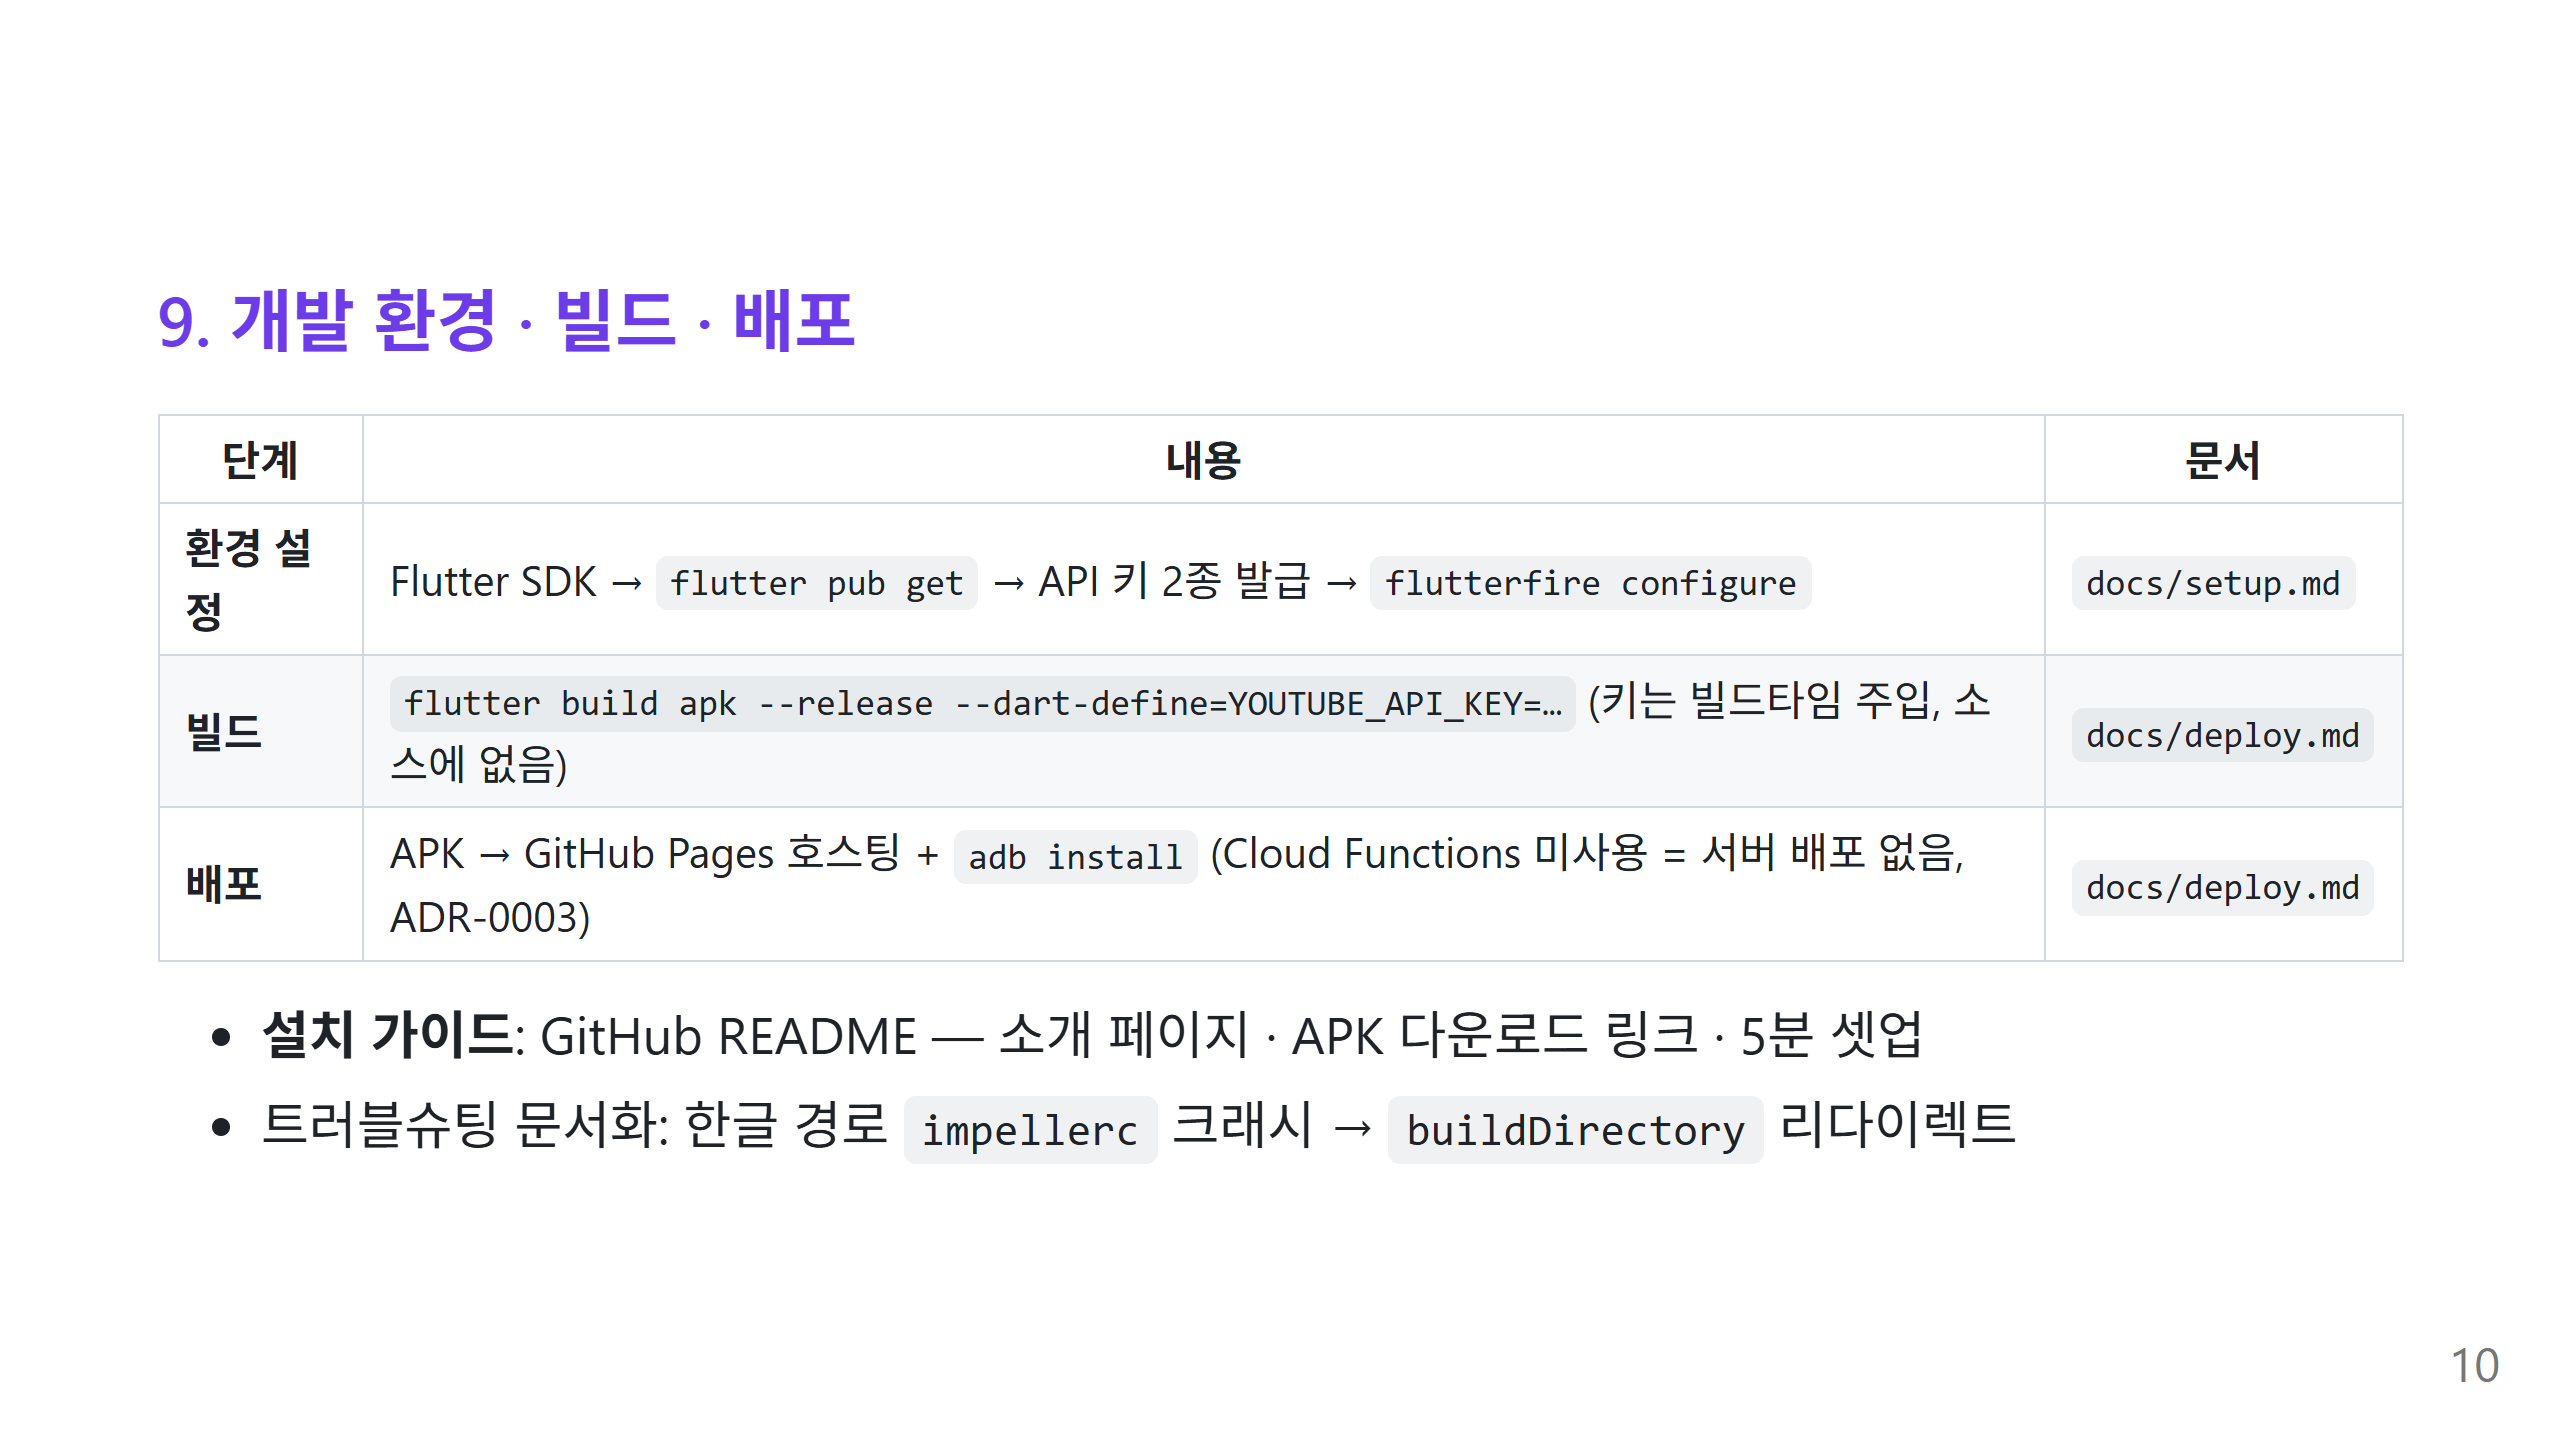 9. 개발 환경 · 빌드 · 배포
단계 내용 문서
환경 설
정
Flutter SDK → flutter pub get → API 키 2종 발급 → flutterfire configure
docs/setup.md
빌드
flutter build apk --release --dart-define=YOUTUBE_API_KEY=… (키는 빌드타임 주입, 소
스에 없음)
docs/deploy.md
배포
APK → GitHub Pages 호스팅 + adb install (Cloud Functions 미사용 = 서버 배포 없음,
ADR-0003)
docs/deploy.md
• 설치 가이드: GitHub README — 소개 페이지 · APK 다운로드 링크 · 5분 셋업
• 트러블슈팅 문서화: 한글 경로 impellerc 크래시 → buildDirectory 리다이렉트
10